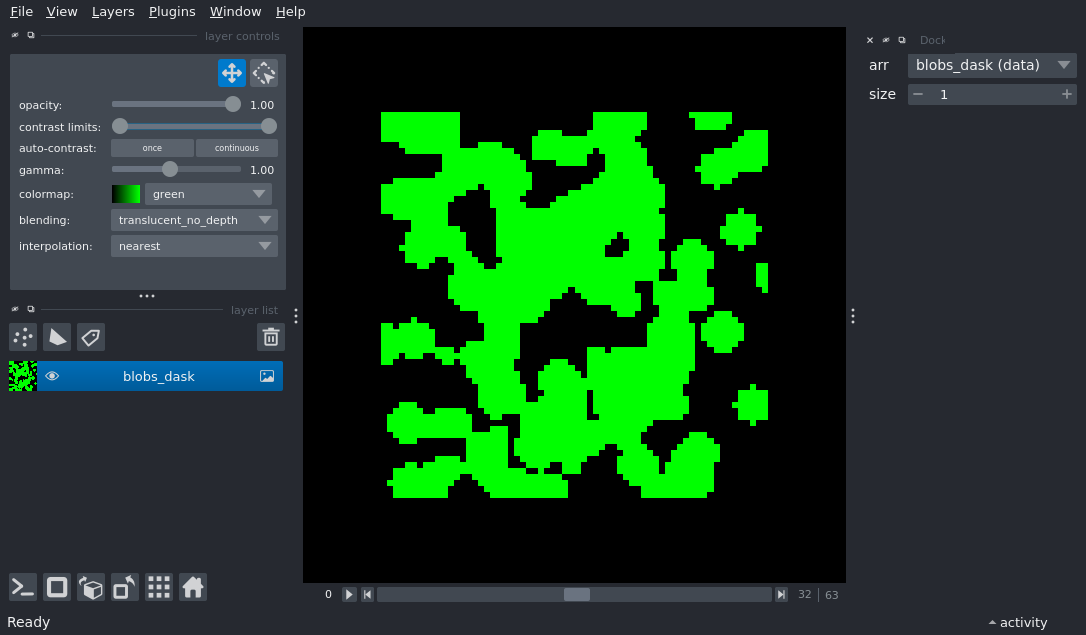 File View Layers Plugins Window Help
layer controls
opacity: 1.00
contrast limits:
auto-contrast: once continuous
gamma: 1.00
colormap: green
blending: translucent_no_depth
interpolation: nearest
layer list
blobs_dask
Dock
arr blobs_dask (data)
size 1
0 32 63
Ready
activity